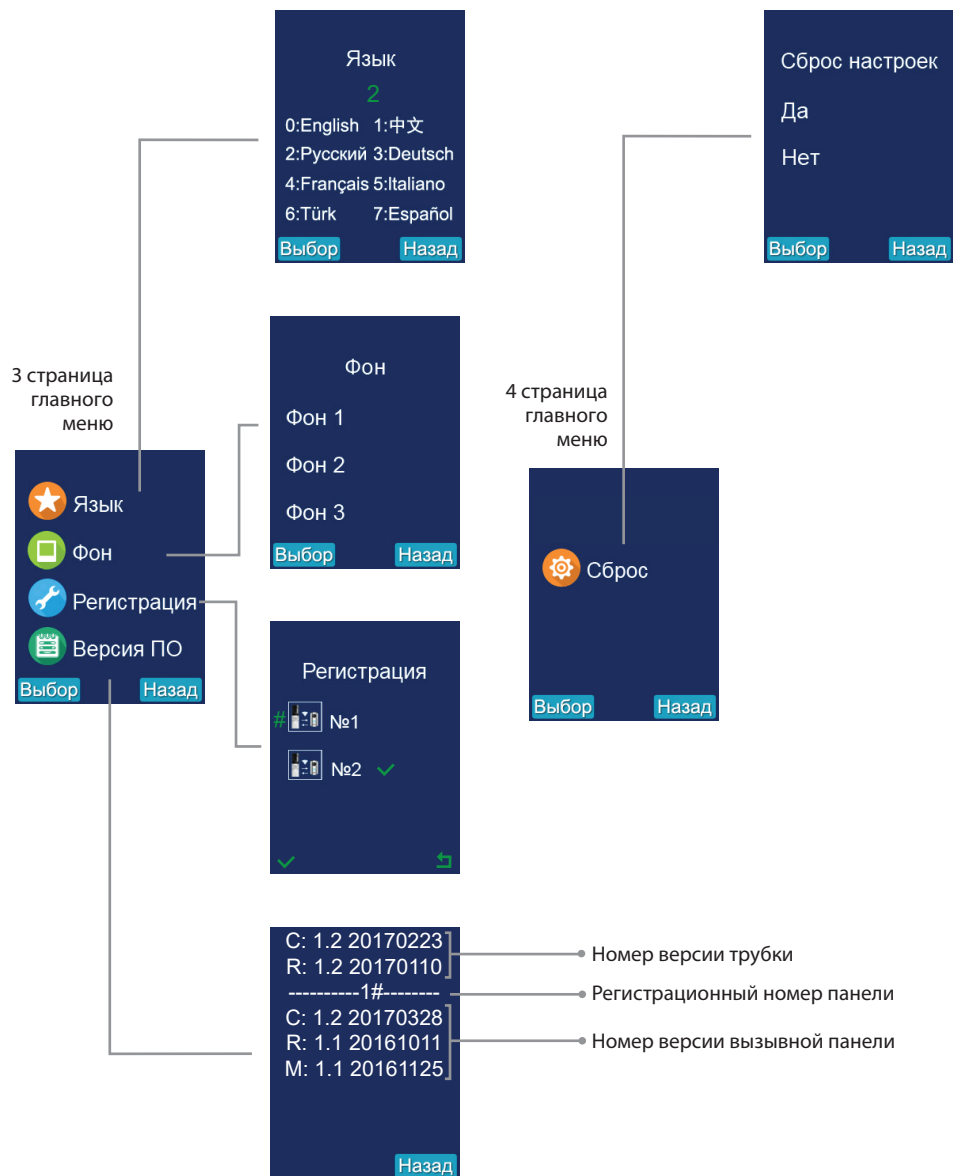 Язык
2
0:English 1:中文
2:Русский 3:Deutsch
4:Français 5:Italiano
6:Türk 7:Español
Выбор Назад
Сброс настроек
Да
Нет
Выбор Назад
3 страница
главного
меню
Язык
Фон
Регистрация
Версия ПО
Выбор Назад
Фон
Фон 1
Фон 2
Фон 3
Выбор Назад
4 страница
главного
меню
Сброс
Выбор Назад
Регистрация
# №1
№2
C: 1.2 20170223
R: 1.2 20170110
----------1#--------
C: 1.2 20170328
R: 1.1 20161011
M: 1.1 20161125
Назад
Номер версии трубки
Регистрационный номер панели
Номер версии вызывной панели